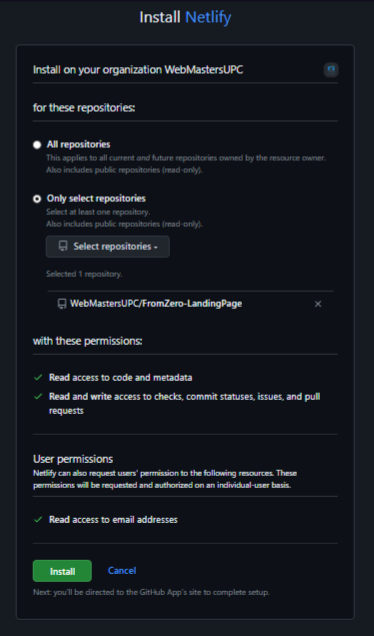 Install Netlify
Install on your organization WebMastersUPC
for these repositories:
All repositories
This applies to all current and future repositories owned by the resource owner.
Also includes public repositories (read-only).
Only select repositories
Select at least one repository.
Also includes public repositories (read-only).
Select repositories
Selected 1 repository.
WebMastersUPC/FromZero-LandingPage
with these permissions:
Read access to code and metadata
Read and write access to checks, commit statuses, issues, and pull
requests
User permissions
Netlify can also request users' permission to the following resources. These
permissions will be requested and authorized on an individual-user basis.
Read access to email addresses
Install Cancel
Next: you'll be directed to the GitHub App's site to complete setup.